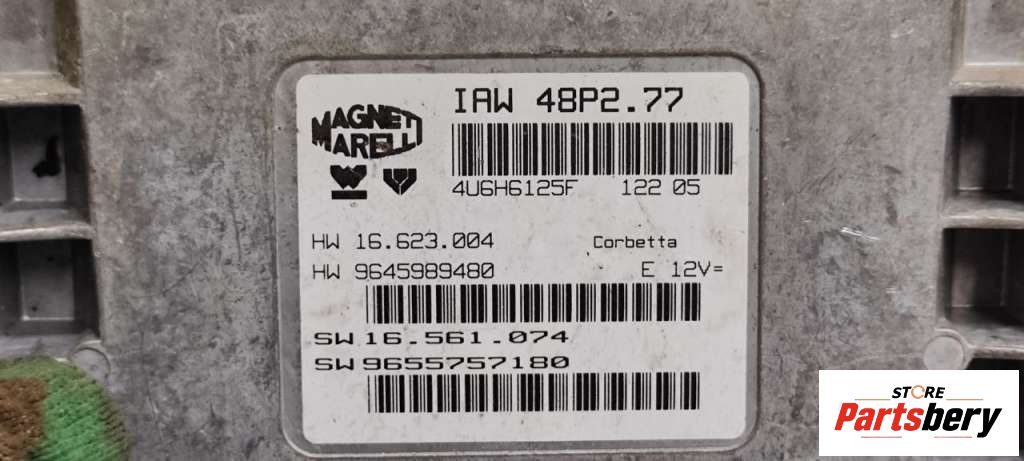 MAGNETI
MARELLI
IAW 48P2.77
4U6H6125F 122 05
HW 16.623.004 Corbetta
HW 9645989480 E 12V=
SW 16.561.074
SW 9655757180
STORE
Partsbery